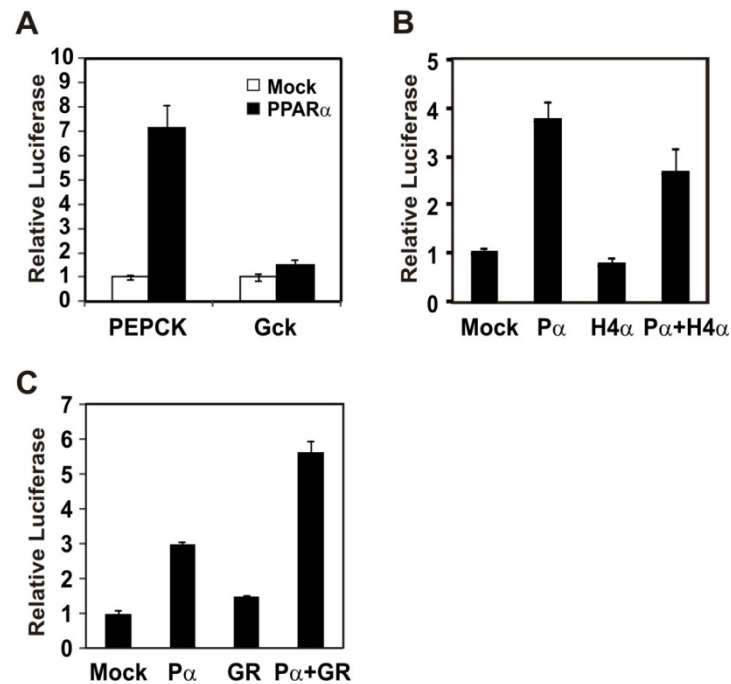 A
Relative Luciferase
10
9
8
7
6
5
4
3
2
1
0
Mock
PPARα
PEPCK Gck
B
Relative Luciferase
5
4
3
2
1
0
Mock Pα H4α Pα+H4α
C
Relative Luciferase
7
6
5
4
3
2
1
0
Mock Pα GR Pα+GR